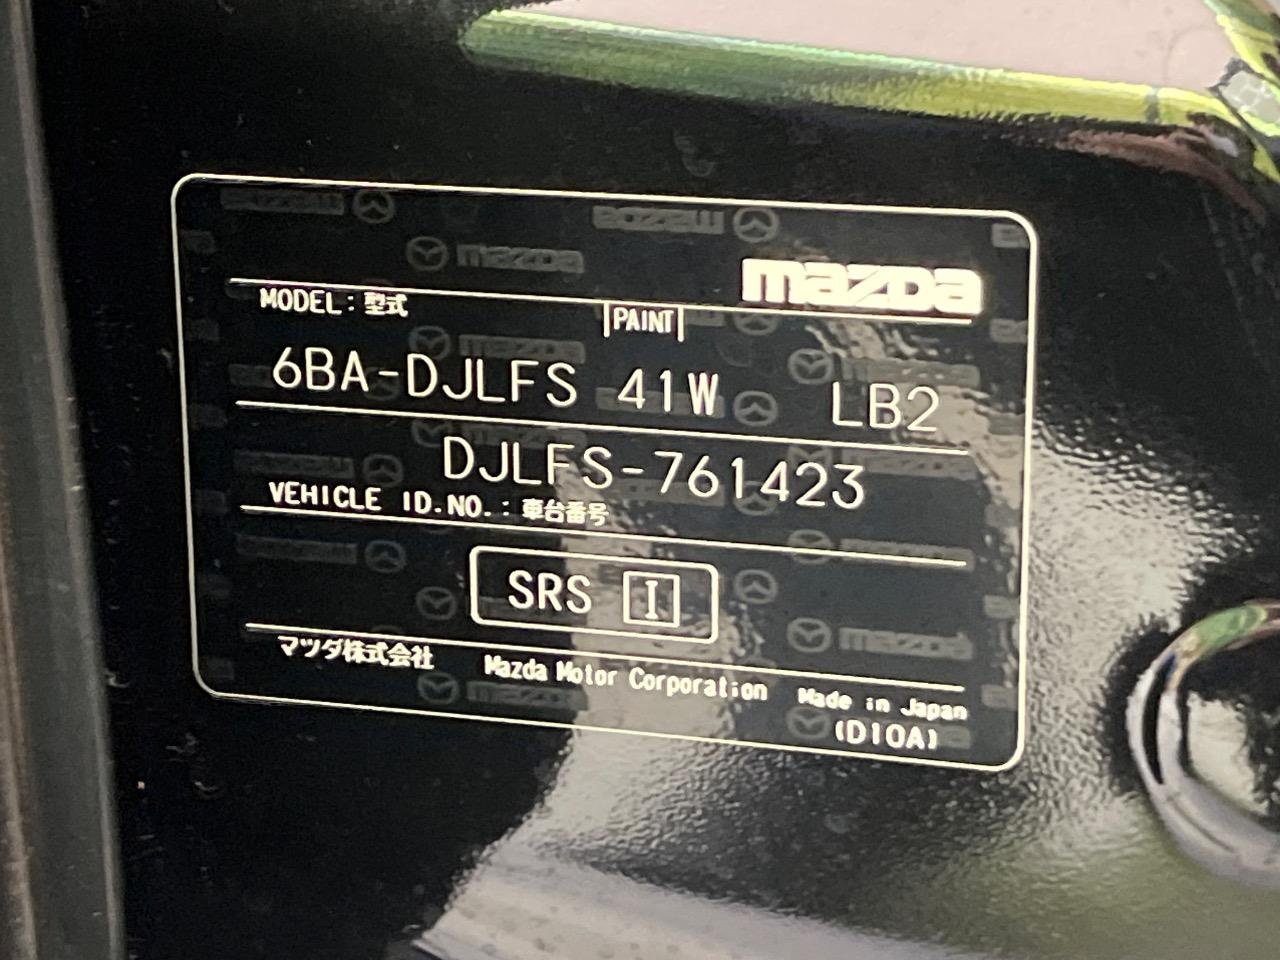 mazda
MODEL : 型式
PAINT
6BA-DJLFS 41W LB2
DJLFS-761423
VEHICLE ID.NO. : 車台番号
SRS I
マツダ株式会社 Mazda Motor Corporation Made in Japan
(D10A)